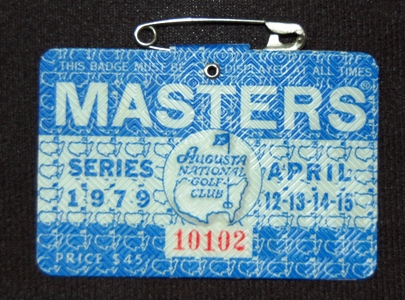 THIS BADGE MUST BE DISPLAYED AT ALL TIMES
MASTERS®
SERIES
1979
AUGUSTA
NATIONAL
GOLF
CLUB
APRIL
12-13-14-15
10102
PRICE $45